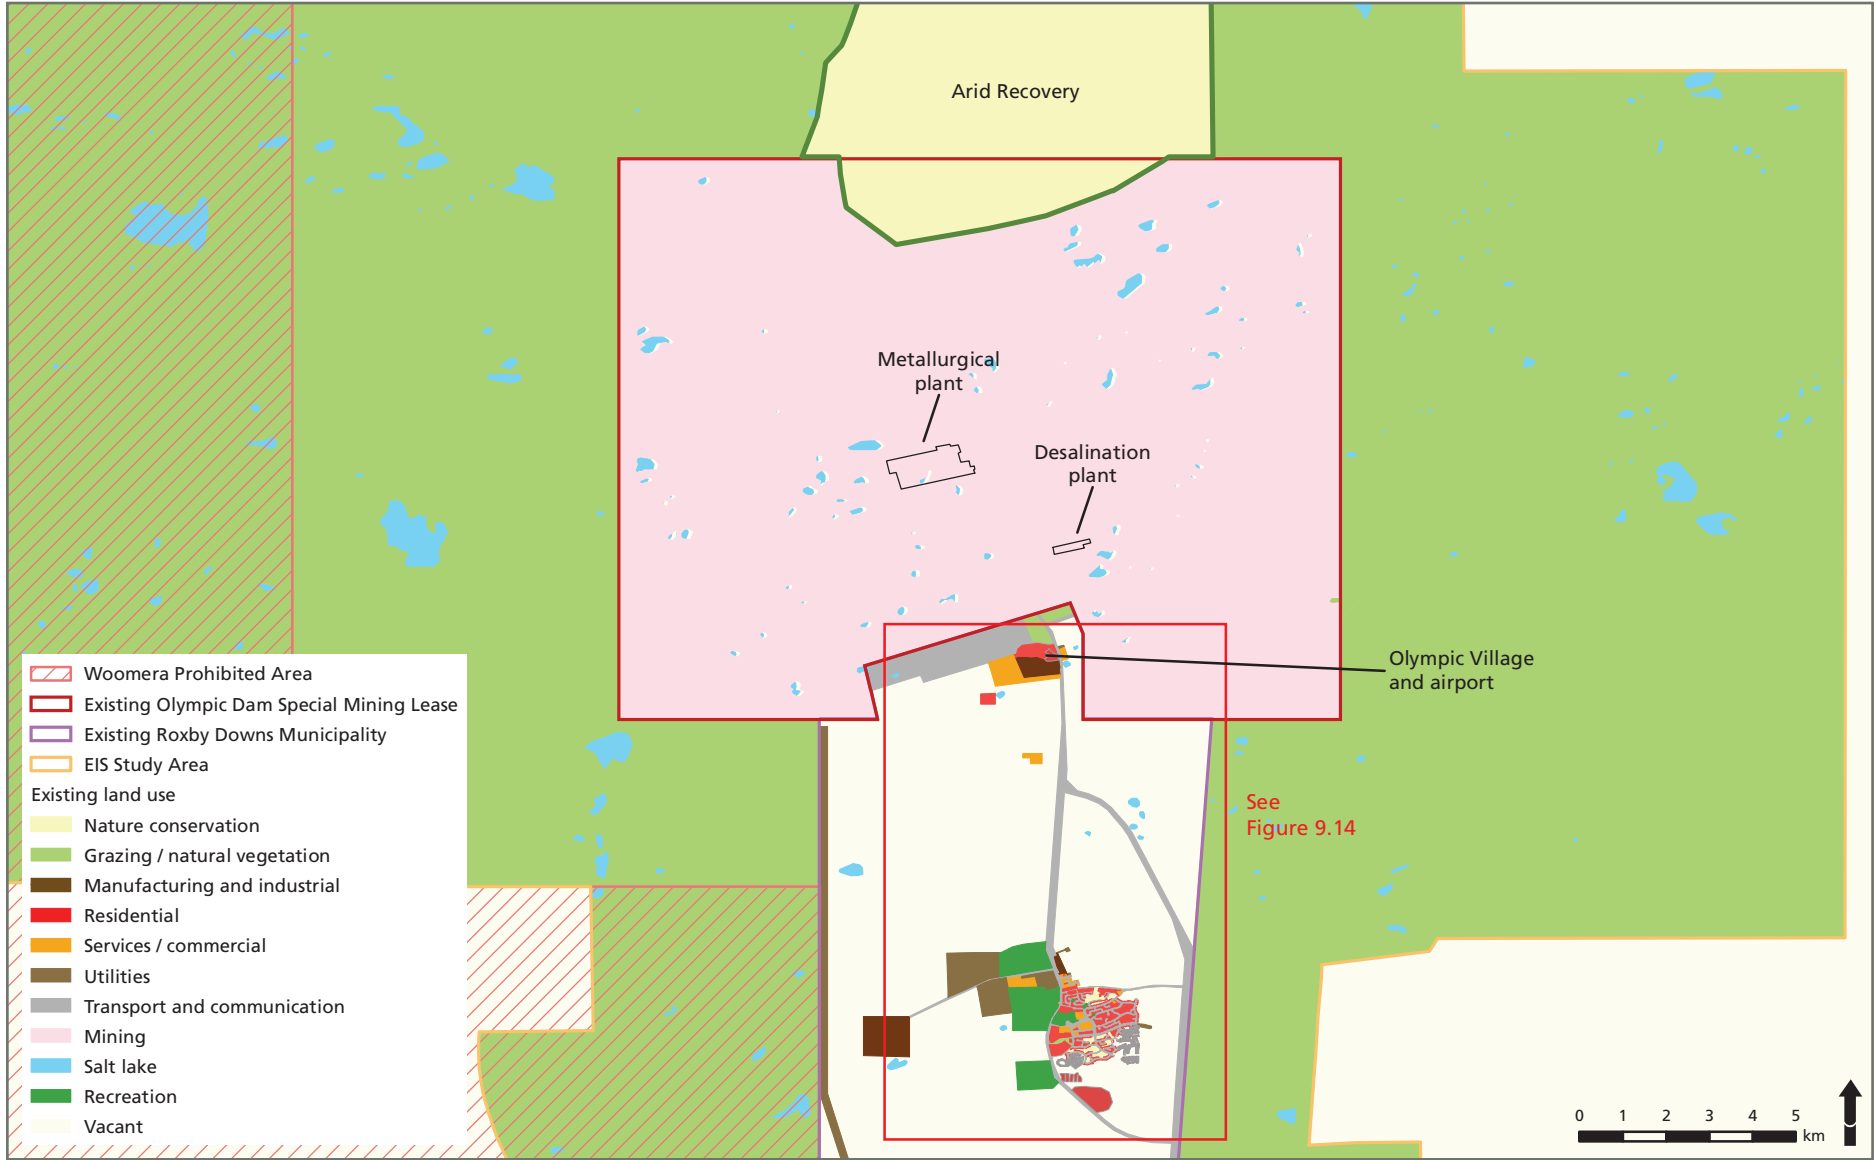 Arid Recovery
Metallurgical
plant
Desalination
plant
Olympic Village
and airport
See
Figure 9.14
Woomera Prohibited Area
Existing Olympic Dam Special Mining Lease
Existing Roxby Downs Municipality
EIS Study Area
Existing land use
Nature conservation
Grazing / natural vegetation
Manufacturing and industrial
Residential
Services / commercial
Utilities
Transport and communication
Mining
Salt lake
Recreation
Vacant
0 1 2 3 4 5
km